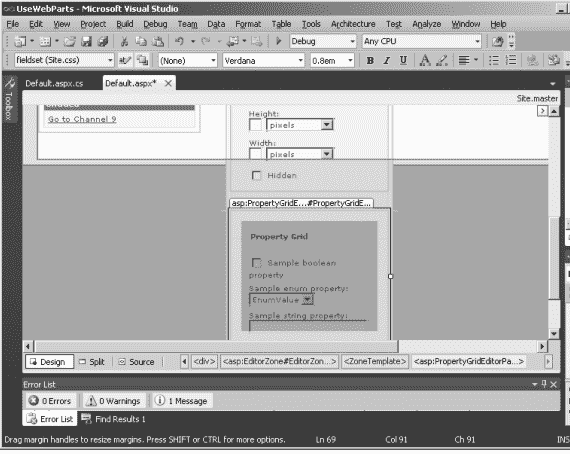 UseWebParts - Microsoft Visual Studio
File Edit View Project Build Debug Team Data Format Table Tools Architecture Test Analyze Window Help
Debug Any CPU
fieldset (Site.css) (None) Verdana 0.8em B I U A
Toolbox
Default.aspx.cs Default.aspx*
Site.master
Go to Channel 9
Height:
pixels
Width:
pixels
Hidden
asp:PropertyGridE...#PropertyGridE...
Property Grid
Sample boolean
property
Sample enum property:
EnumValue
Sample string property:
Design Split Source <div> <asp:EditorZone#EditorZon...> <ZoneTemplate> <asp:PropertyGridEditorPa...>
Error List
0 Errors 0 Warnings 1 Message
Error List Find Results 1
Drag margin handles to resize margins. Press SHIFT or CTRL for more options. Ln 69 Col 91 Ch 91 INS